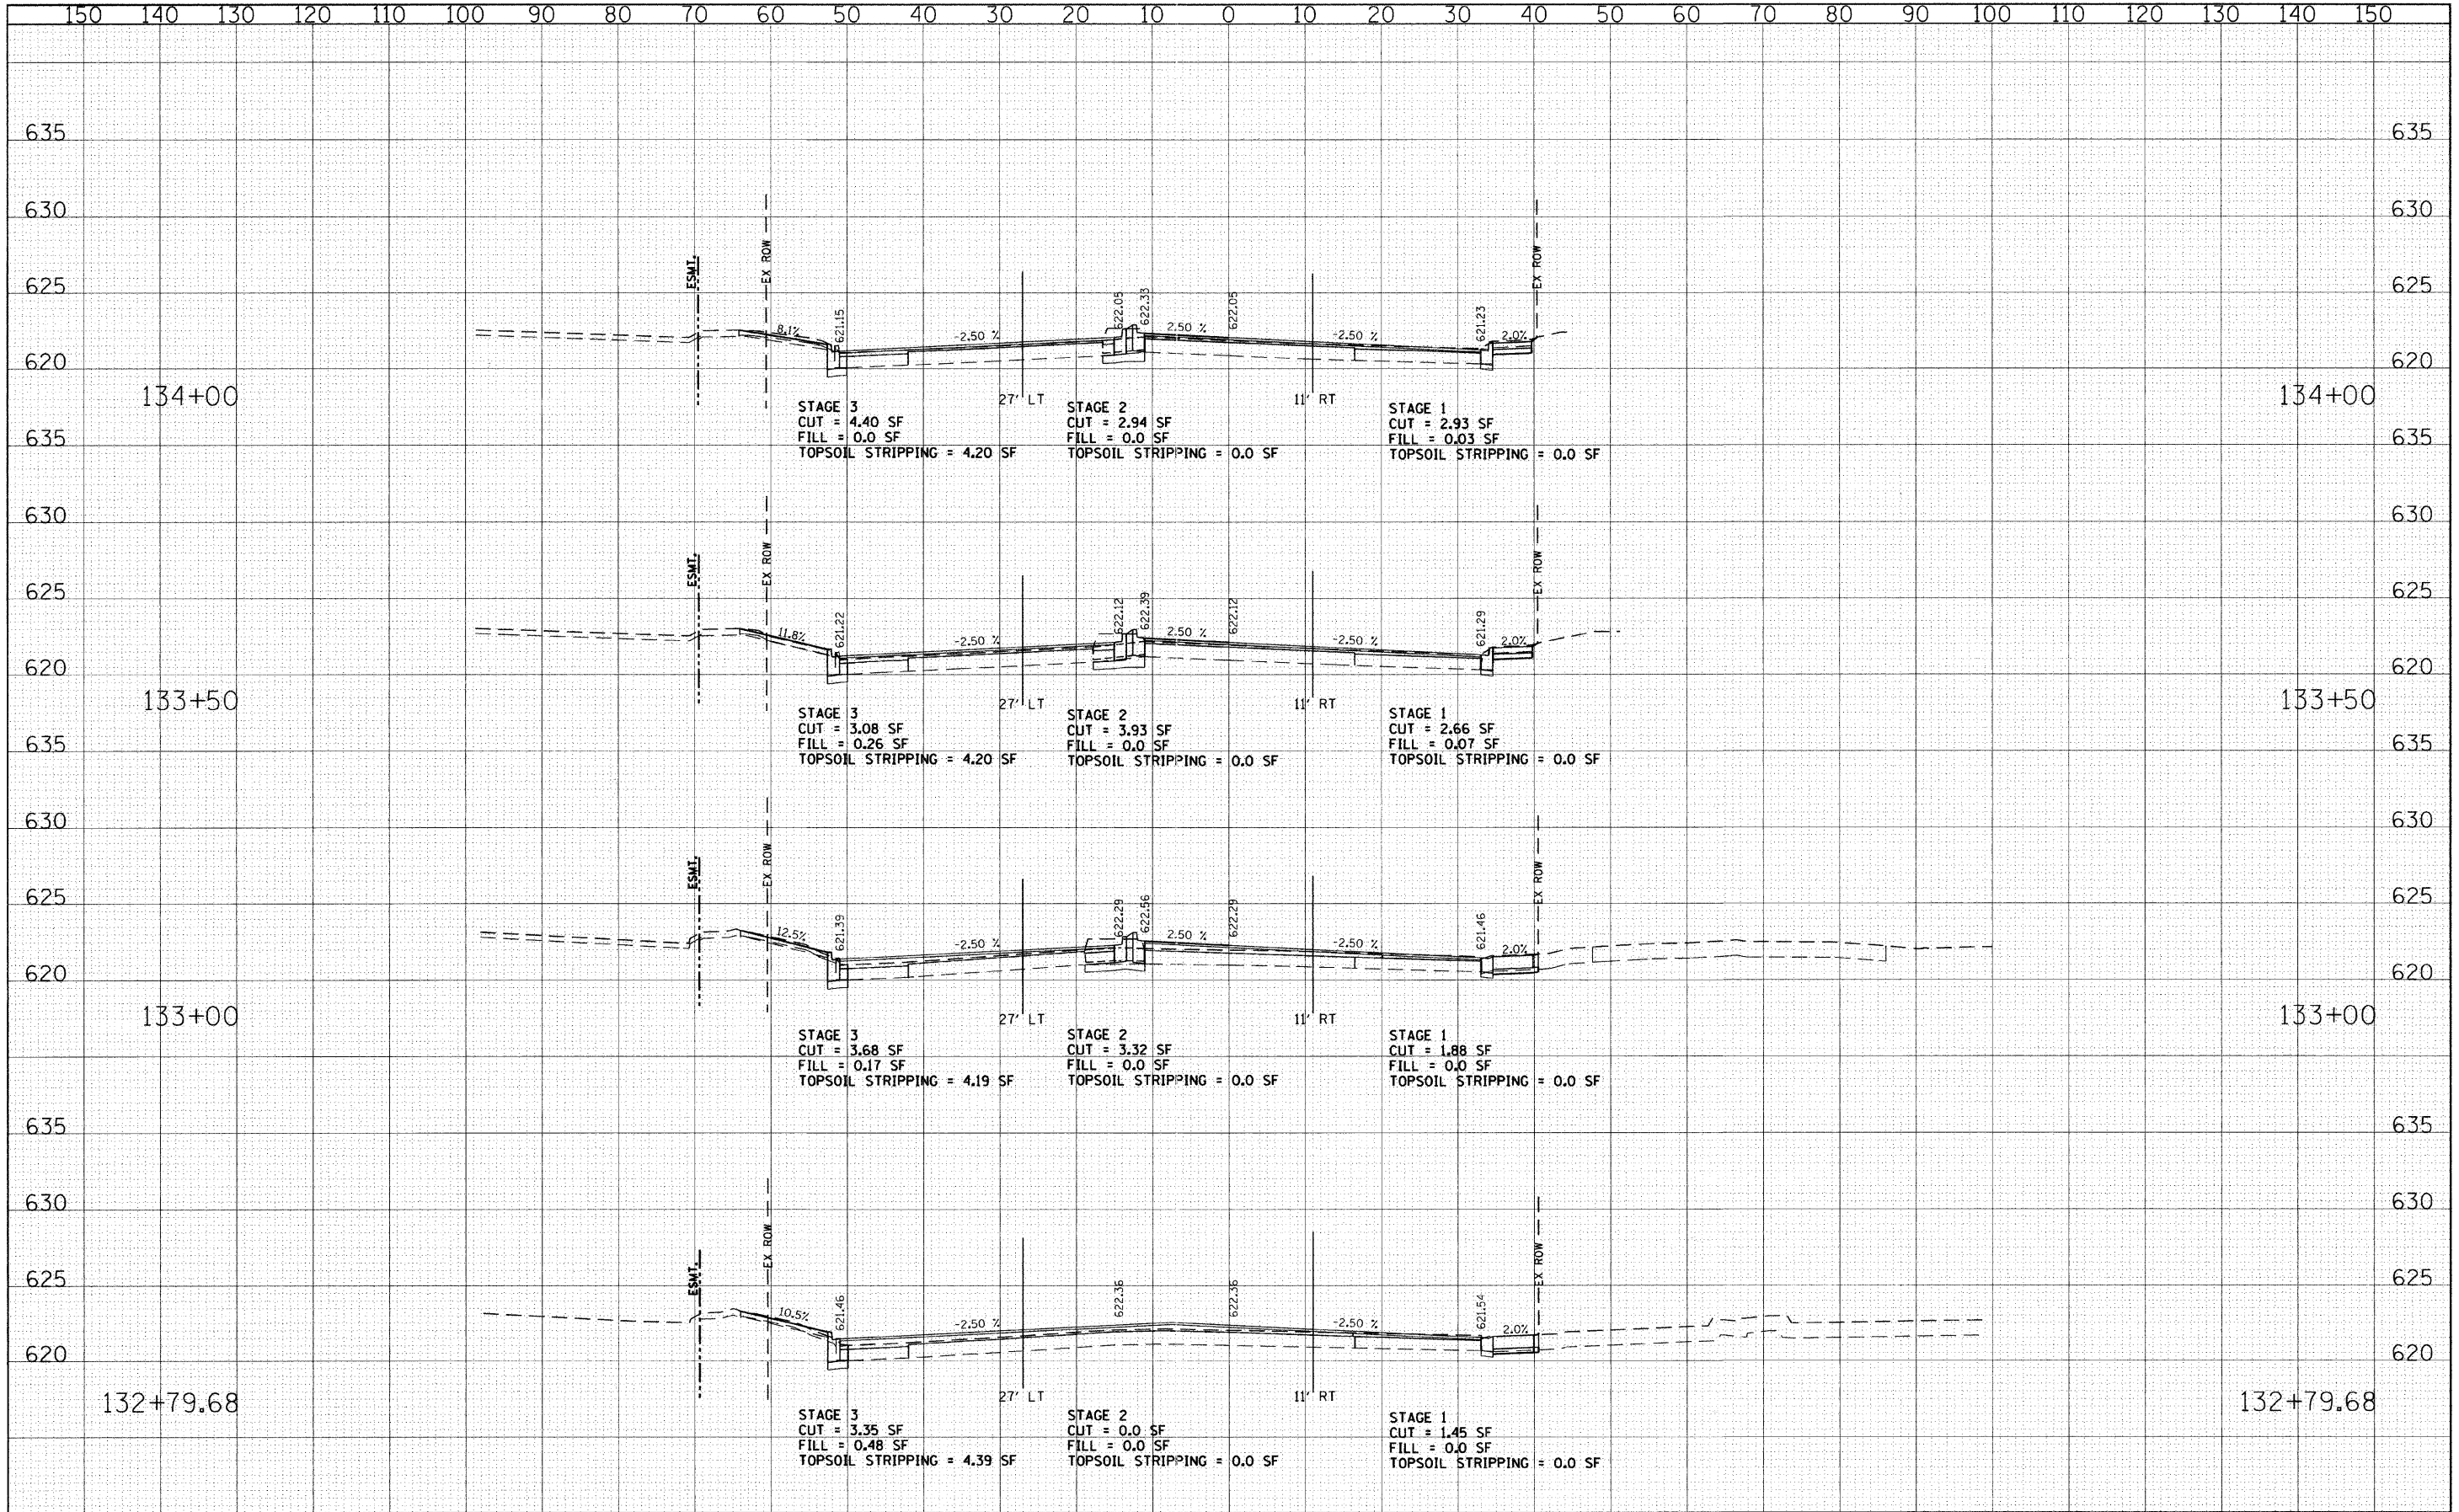 150 140 130 120 110 100 90 80 70 60 50 40 30 20 10 0 10 20 30 40 50 60 70 80 90 100 110 120 130 140 150
635 635
630 630
ESMT. EX ROW EX ROW
625 625
621.15 622.05 622.33 622.05 621.23
8.1% -2.50 % 2.50 % -2.50 % 2.0%
620 620
134+00 27' LT 11' RT 134+00
STAGE 3 STAGE 2 STAGE 1
CUT = 4.40 SF CUT = 2.94 SF CUT = 2.93 SF
FILL = 0.0 SF FILL = 0.0 SF FILL = 0.03 SF
635 635
TOPSOIL STRIPPING = 4.20 SF TOPSOIL STRIPPING = 0.0 SF TOPSOIL STRIPPING = 0.0 SF
630 630
ESMT. EX ROW EX ROW
625 625
621.22 622.12 622.39 622.12 621.29
11.8% -2.50 % 2.50 % -2.50 % 2.0%
620 620
133+50 27' LT 11' RT 133+50
STAGE 3 STAGE 2 STAGE 1
CUT = 3.08 SF CUT = 3.93 SF CUT = 2.66 SF
FILL = 0.26 SF FILL = 0.0 SF FILL = 0.07 SF
635 635
TOPSOIL STRIPPING = 4.20 SF TOPSOIL STRIPPING = 0.0 SF TOPSOIL STRIPPING = 0.0 SF
630 630
ESMT. EX ROW EX ROW
625 625
621.39 622.29 622.56 622.29 621.46
12.5% -2.50 % 2.50 % -2.50 % 2.0%
620 620
133+00 27' LT 11' RT 133+00
STAGE 3 STAGE 2 STAGE 1
CUT = 3.68 SF CUT = 3.32 SF CUT = 1.88 SF
FILL = 0.17 SF FILL = 0.0 SF FILL = 0.0 SF
TOPSOIL STRIPPING = 4.19 SF TOPSOIL STRIPPING = 0.0 SF TOPSOIL STRIPPING = 0.0 SF
635 635
630 630
ESMT. EX ROW EX ROW
625 625
621.46 622.36 622.36 621.54
10.5% -2.50 % -2.50 % 2.0%
620 620
132+79.68 27' LT 11' RT 132+79.68
STAGE 3 STAGE 2 STAGE 1
CUT = 3.35 SF CUT = 0.0 SF CUT = 1.45 SF
FILL = 0.48 SF FILL = 0.0 SF FILL = 0.0 SF
TOPSOIL STRIPPING = 4.39 SF TOPSOIL STRIPPING = 0.0 SF TOPSOIL STRIPPING = 0.0 SF